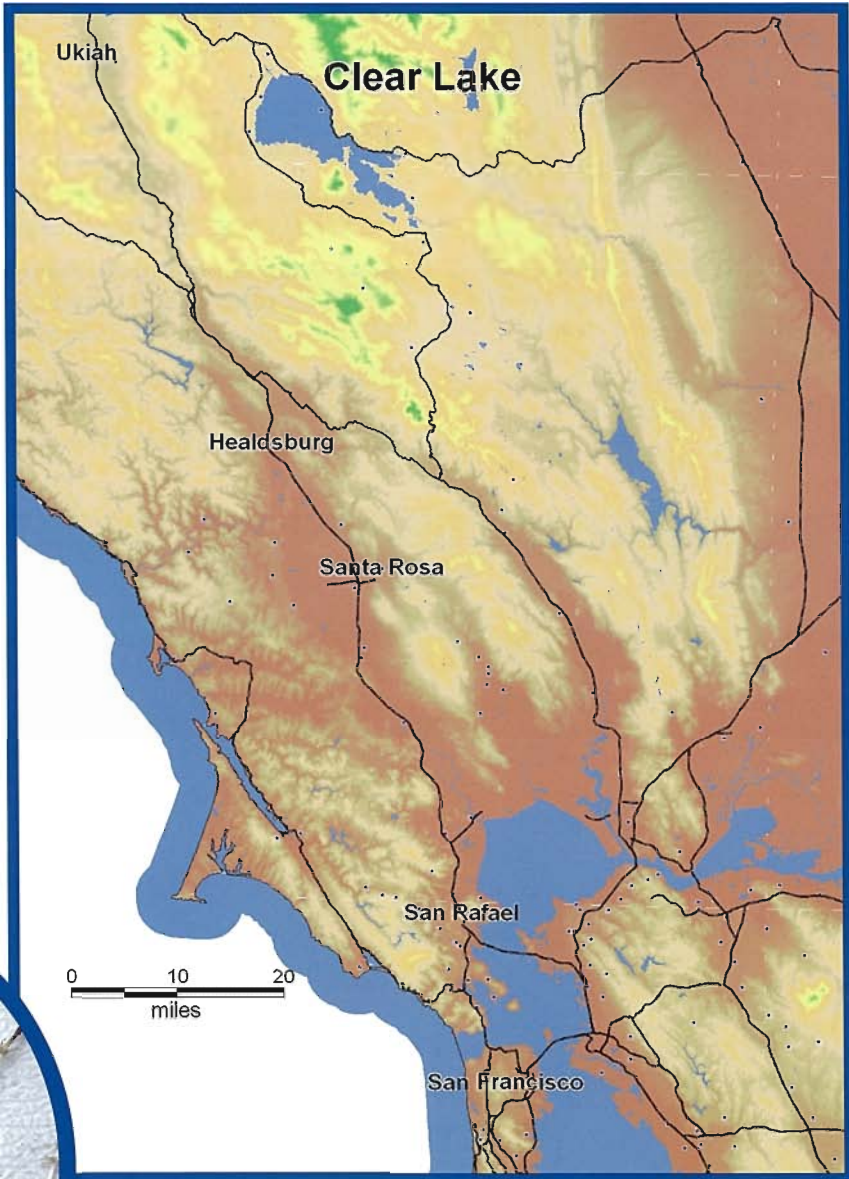 Ukiah
Clear Lake
Healdsburg
Santa Rosa
San Rafael
0 10 20
miles
San Francisco